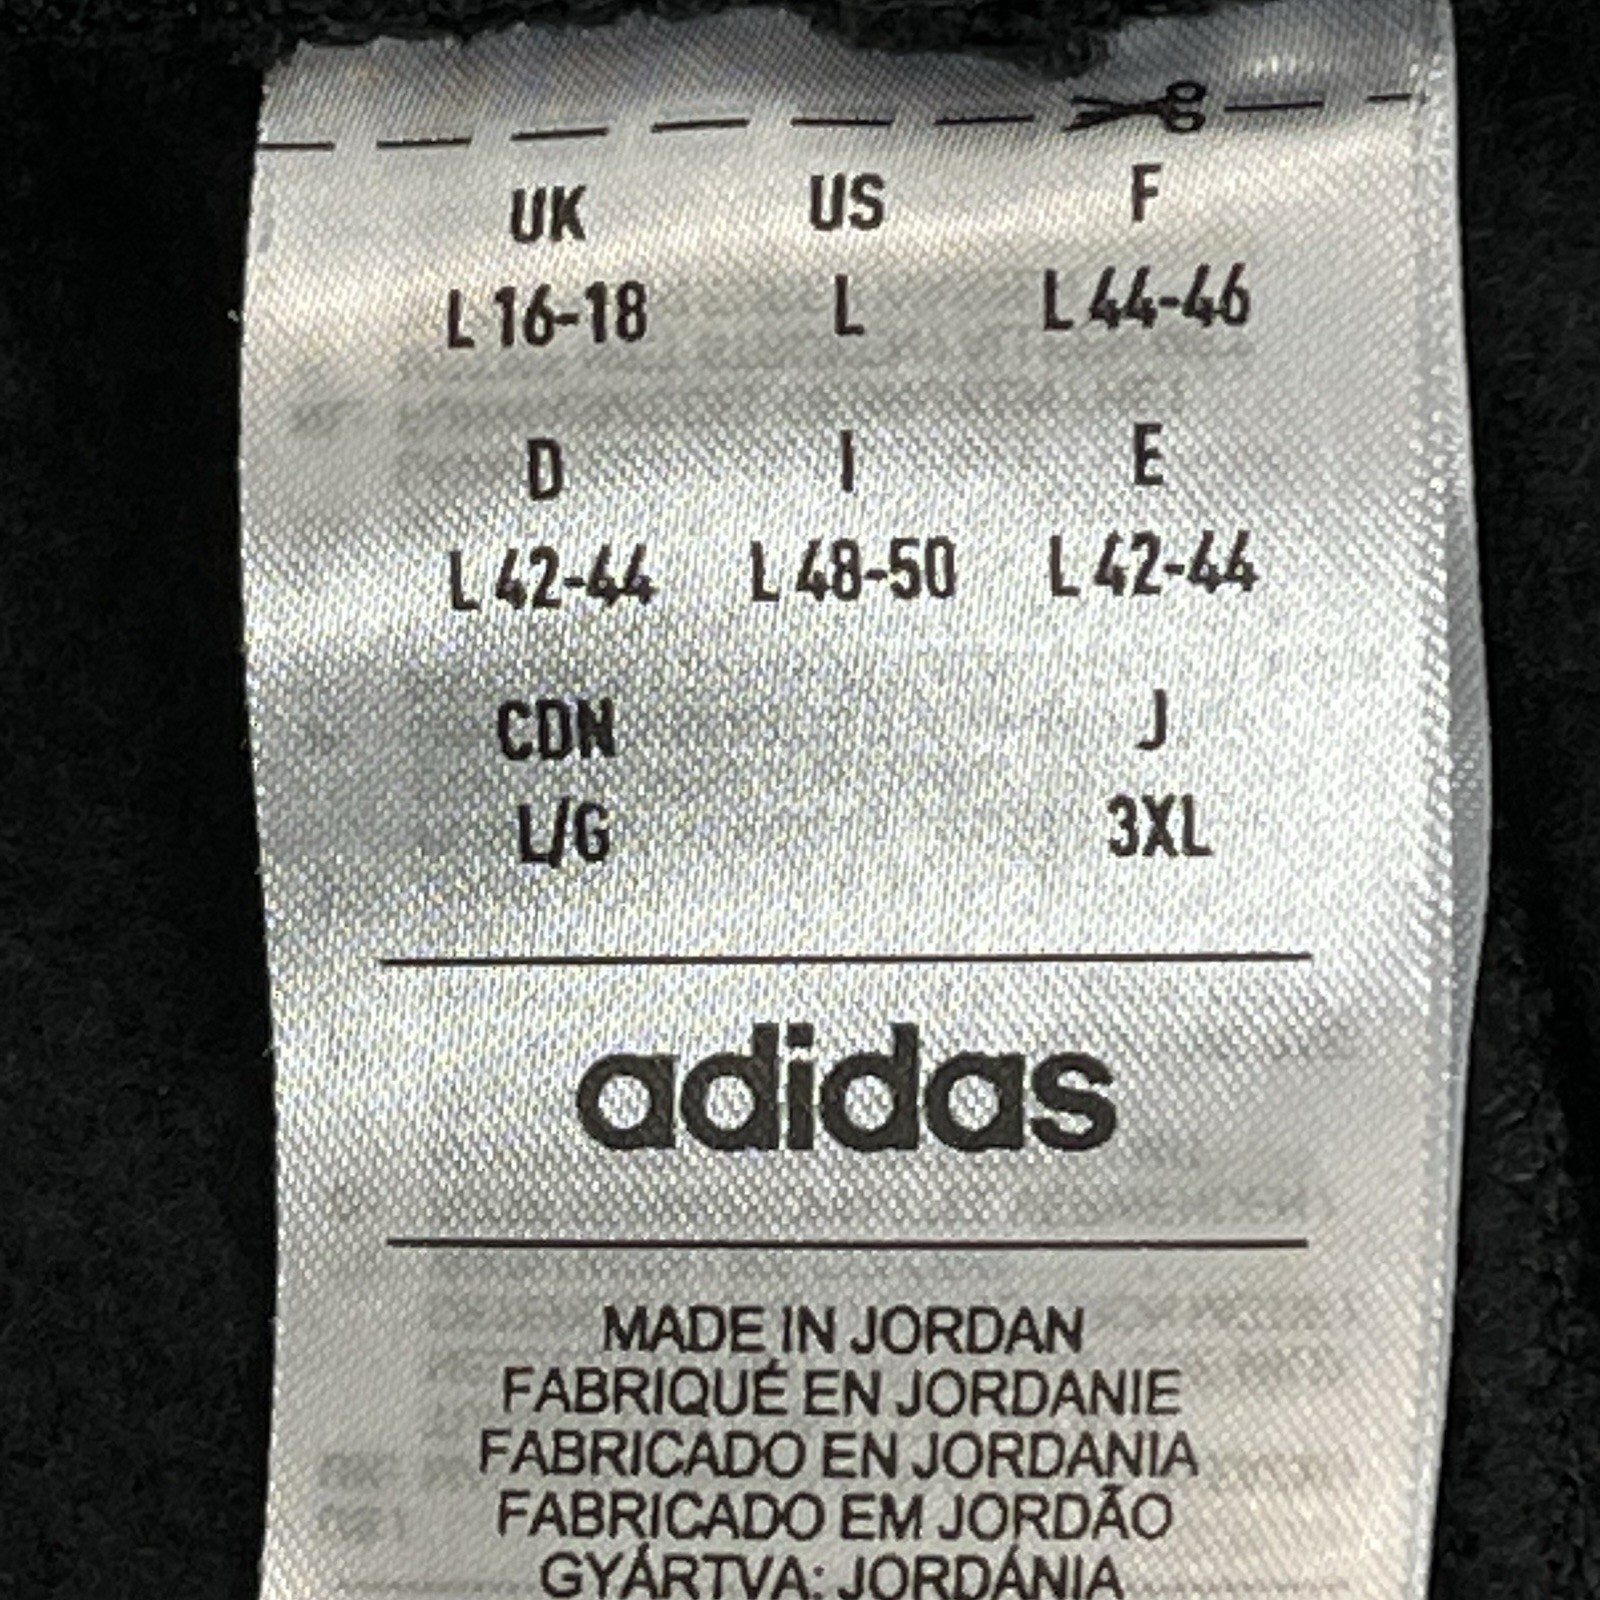 UK US F
L 16-18 L L 44-46
D I E
L 42-44 L 48-50 L 42-44
CDN J
L/G 3XL
adidas
MADE IN JORDAN
FABRIQUÉ EN JORDANIE
FABRICADO EN JORDANIA
FABRICADO EM JORDÃO
GYÁRTVA: JORDÁNIA